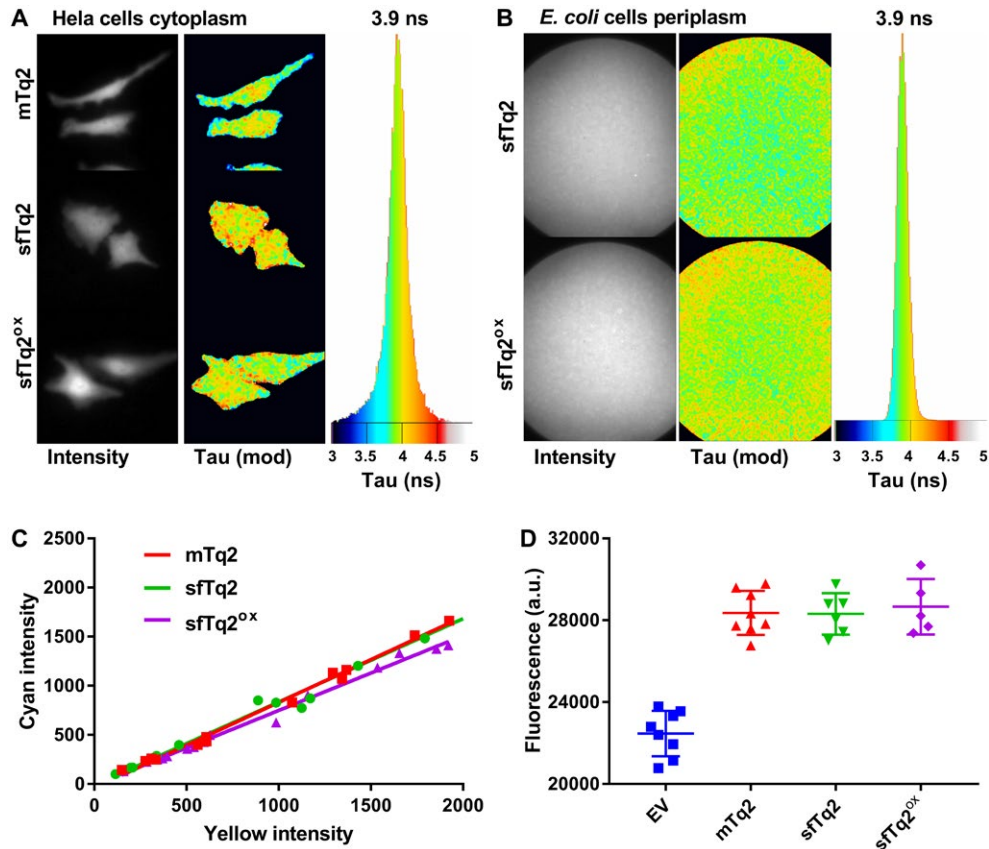 A Hela cells cytoplasm 3.9 ns
mTq2
sfTq2
sfTq2ox
Intensity Tau (mod)
3 3.5 4 4.5 5
Tau (ns)
B E. coli cells periplasm 3.9 ns
sfTq2
sfTq2ox
Intensity Tau (mod)
3 3.5 4 4.5 5
Tau (ns)
C
Cyan intensity
2500
2000
1500
1000
500
0
mTq2
sfTq2
sfTq2ox
0 500 1000 1500 2000
Yellow intensity
D
Fluorescence (a.u.)
32000
28000
24000
20000
EV mTq2 sfTq2 sfTq2ox